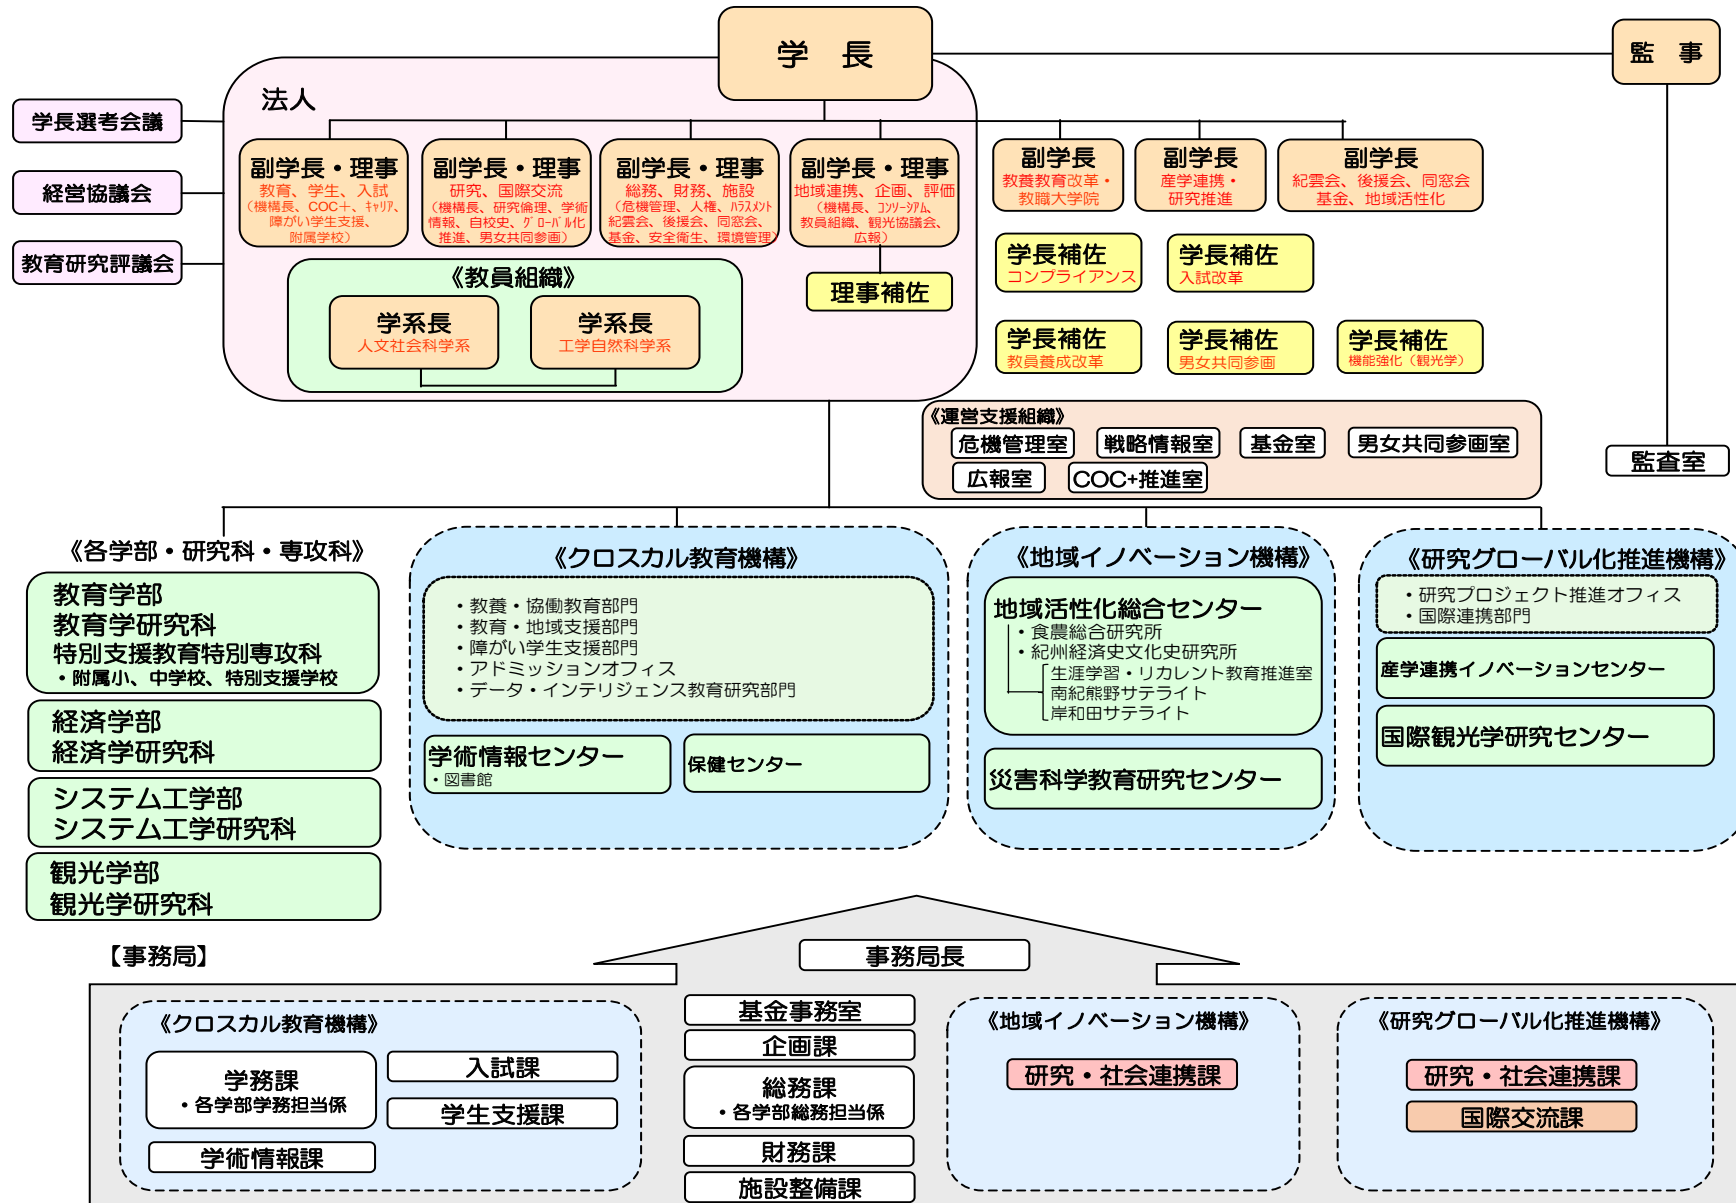 学　長
監　事
法人
学長選考会議
経営協議会
教育研究評議会
副学長・理事
教育、学生、入試
（機構長、COC＋、ｷｬﾘｱ、
障がい学生支援、
附属学校）
副学長・理事
研究、国際交流
（機構長、研究倫理、学術
情報、自校史、ｸﾞﾛｰﾊﾞﾙ化
推進、男女共同参画）
副学長・理事
総務、財務、施設
（危機管理、人権、ﾊﾗｽﾒﾝﾄ
紀雲会、後援会、同窓会、
基金、安全衛生、環境管理）
副学長・理事
地域連携、企画、評価
（機構長、ｺﾝｿｰｼｱﾑ、
教員組織、観光協議会、
広報）
副学長
教養教育改革・
教職大学院
副学長
産学連携・
研究推進
副学長
紀雲会、後援会、同窓会
基金、地域活性化
《教員組織》
学系長
人文社会科学系
学系長
工学自然科学系
理事補佐
学長補佐
コンプライアンス
学長補佐
入試改革
学長補佐
教員養成改革
学長補佐
男女共同参画
学長補佐
機能強化（観光学）
《運営支援組織》
危機管理室
戦略情報室
基金室
男女共同参画室
広報室
COC+推進室
監査室
《各学部・研究科・専攻科》
教育学部
教育学研究科
特別支援教育特別専攻科
・附属小、中学校、特別支援学校
経済学部
経済学研究科
システム工学部
システム工学研究科
観光学部
観光学研究科
《クロスカル教育機構》
・教養・協働教育部門
・教育・地域支援部門
・障がい学生支援部門
・アドミッションオフィス
・データ・インテリジェンス教育研究部門
学術情報センター
・図書館
保健センター
《地域イノベーション機構》
地域活性化総合センター
・食農総合研究所
・紀州経済史文化史研究所
生涯学習・リカレント教育推進室
南紀熊野サテライト
岸和田サテライト
災害科学教育研究センター
《研究グローバル化推進機構》
・研究プロジェクト推進オフィス
・国際連携部門
産学連携イノベーションセンター
国際観光学研究センター
【事務局】
事務局長
《クロスカル教育機構》
学務課
・各学部学務担当係
入試課
学生支援課
学術情報課
基金事務室
企画課
総務課
・各学部総務担当係
財務課
施設整備課
《地域イノベーション機構》
研究・社会連携課
《研究グローバル化推進機構》
研究・社会連携課
国際交流課